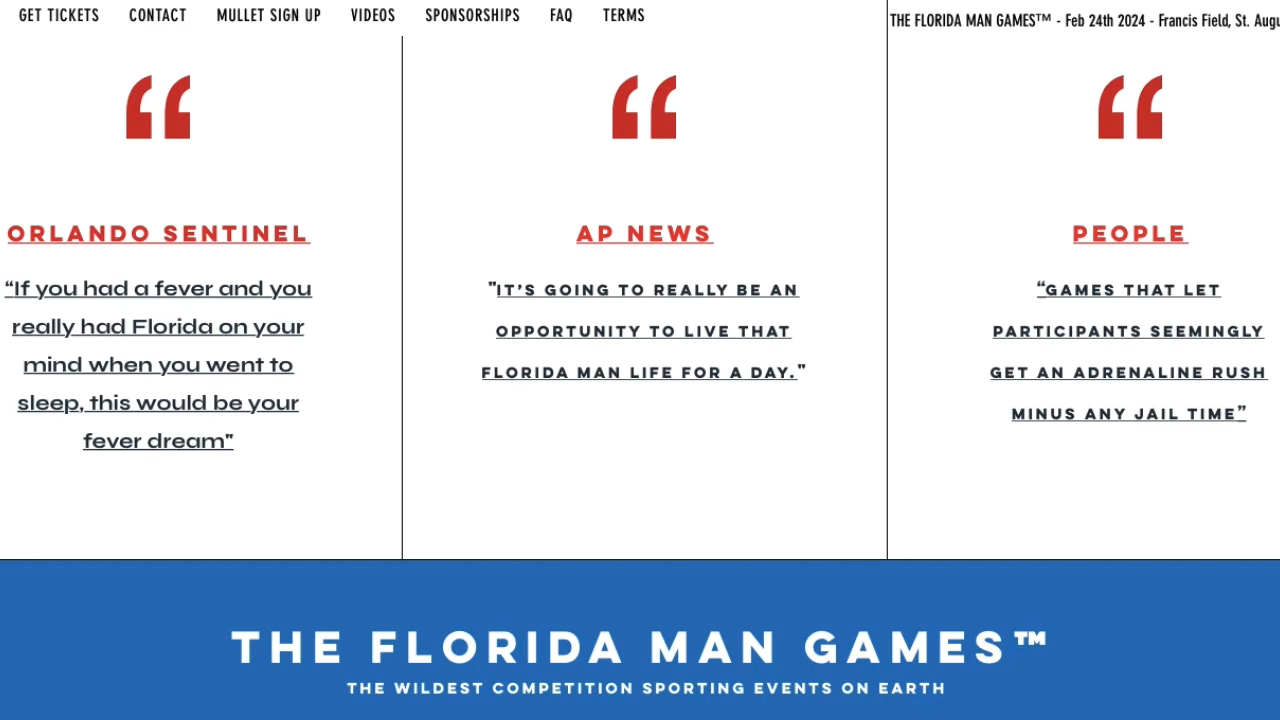 GET TICKETS CONTACT MULLET SIGN UP VIDEOS SPONSORSHIPS FAQ TERMS
THE FLORIDA MAN GAMES™ - Feb 24th 2024 - Francis Field, St.
ORLANDO SENTINEL
“If you had a fever and you
really had Florida on your
mind when you went to
sleep, this would be your
fever dream"
AP NEWS
"IT’S GOING TO REALLY BE AN
OPPORTUNITY TO LIVE THAT
FLORIDA MAN LIFE FOR A DAY."
PEOPLE
“GAMES THAT LET
PARTICIPANTS SEEMINGLY
GET AN ADRENALINE RUSH
MINUS ANY JAIL TIME”
THE FLORIDA MAN GAMES™
THE WILDEST COMPETITION SPORTING EVENTS ON EARTH